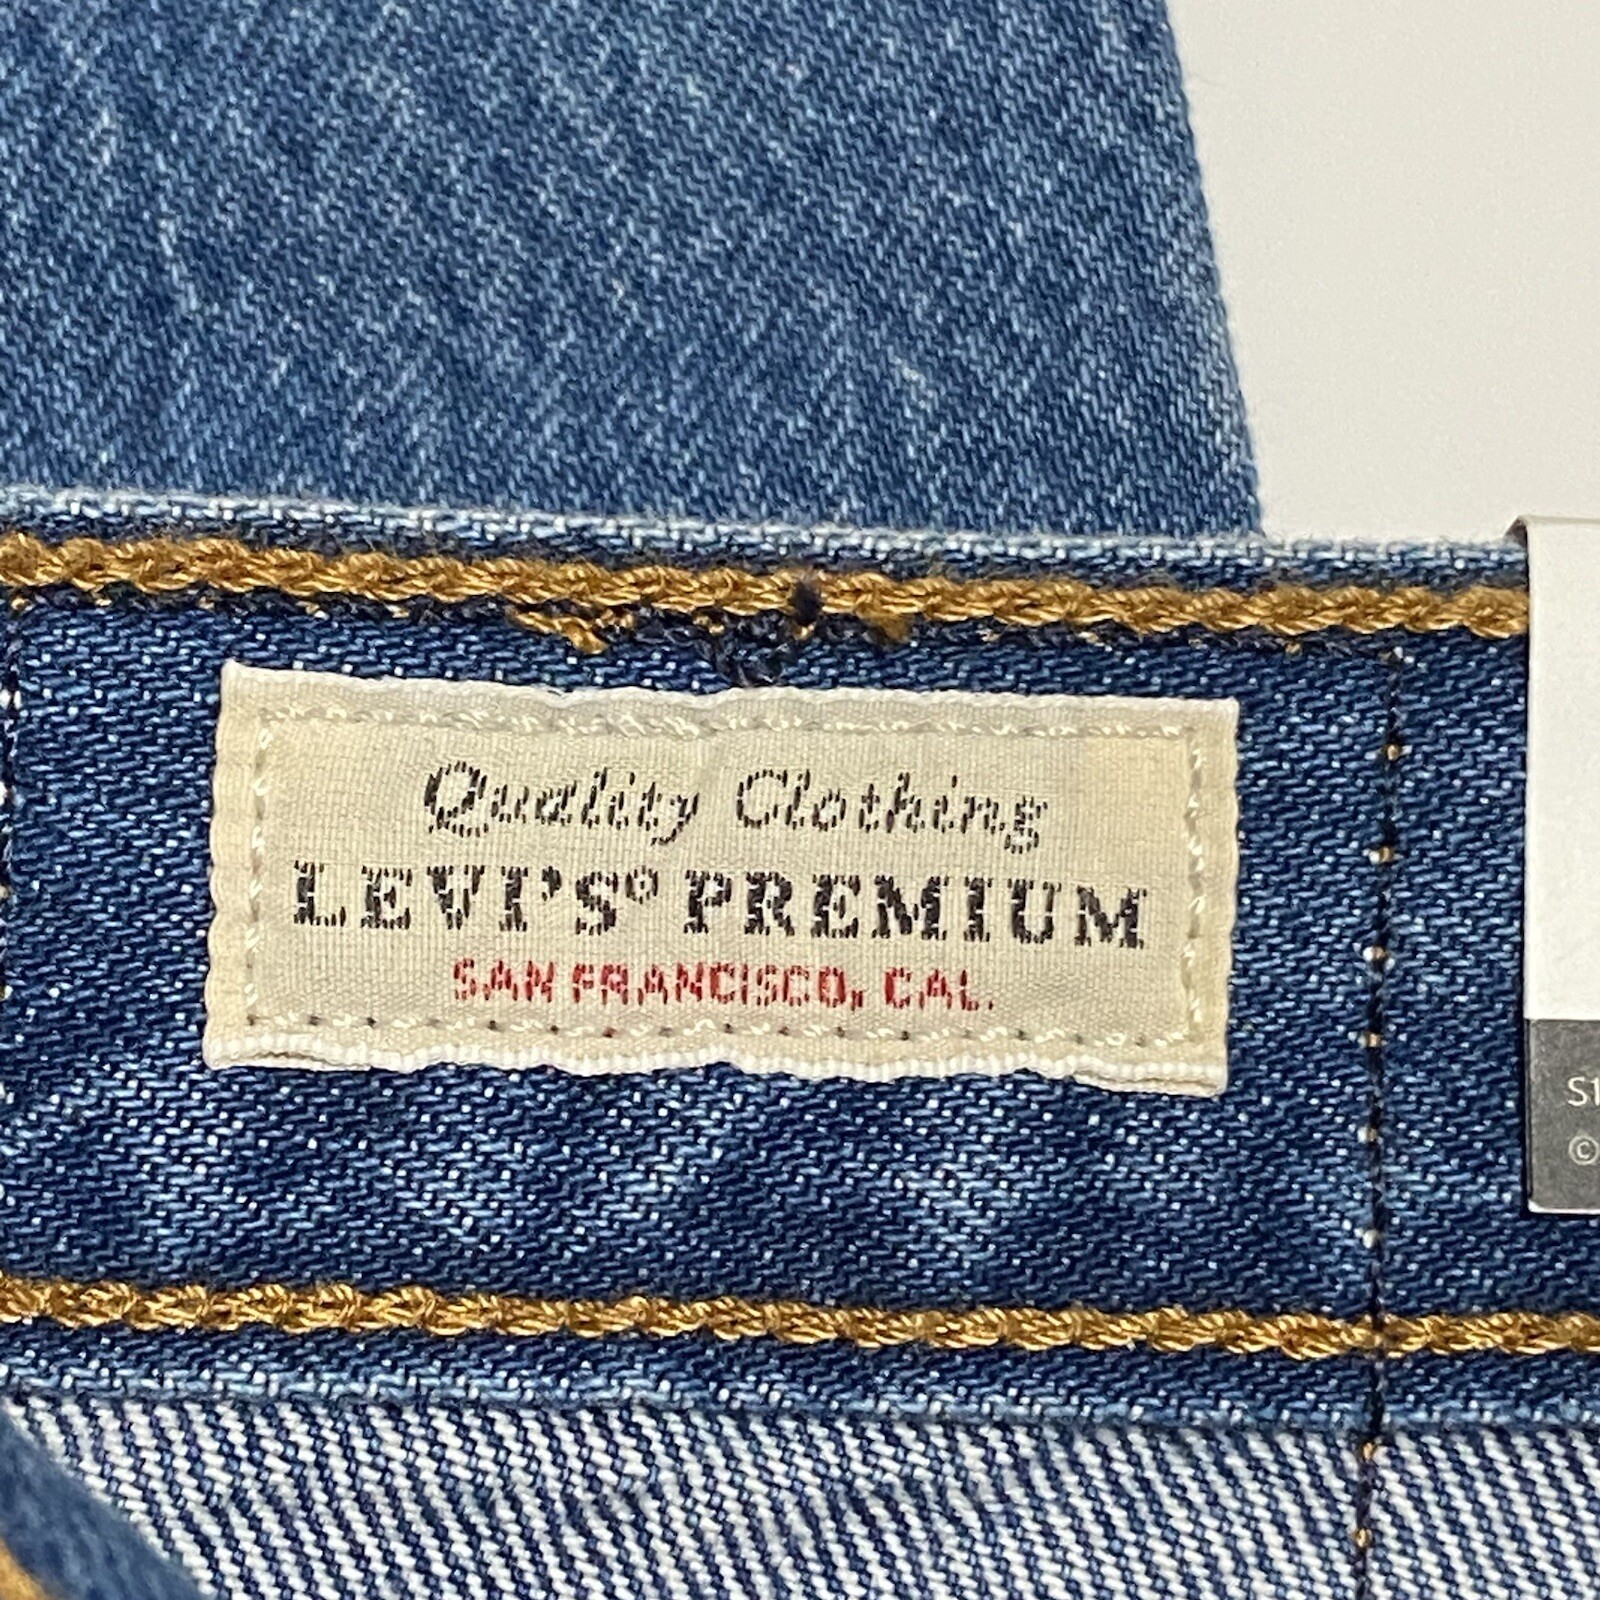 Quality Clothing
LEVI'S® PREMIUM
SAN FRANCISCO, CAL.
©